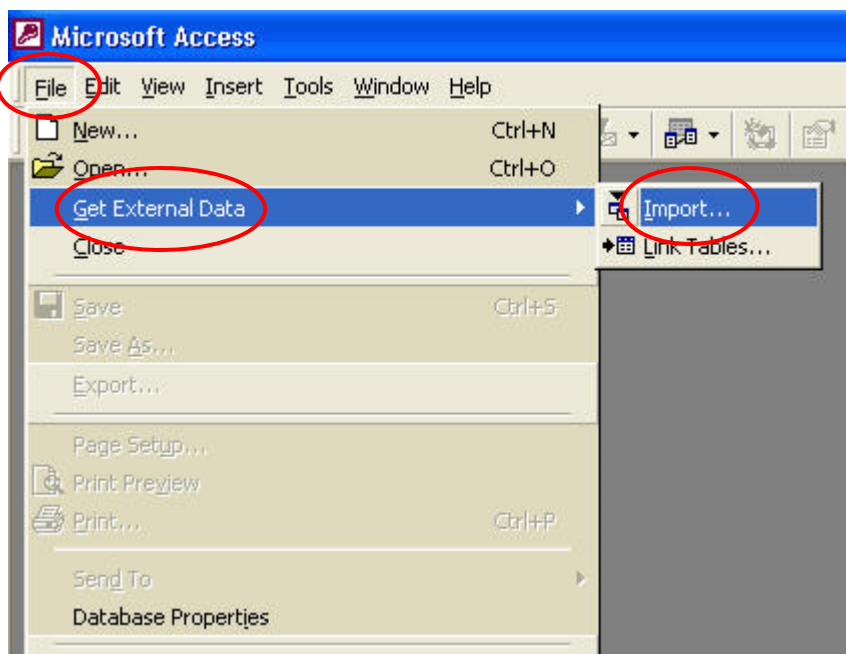 Microsoft Access
File Edit View Insert Tools Window Help
New... Ctrl+N
Open... Ctrl+O
Get External Data Import...
Close Link Tables...
Save Ctrl+S
Save As...
Export...
Page Setup...
Print Preview
Print... Ctrl+P
Send To
Database Properties